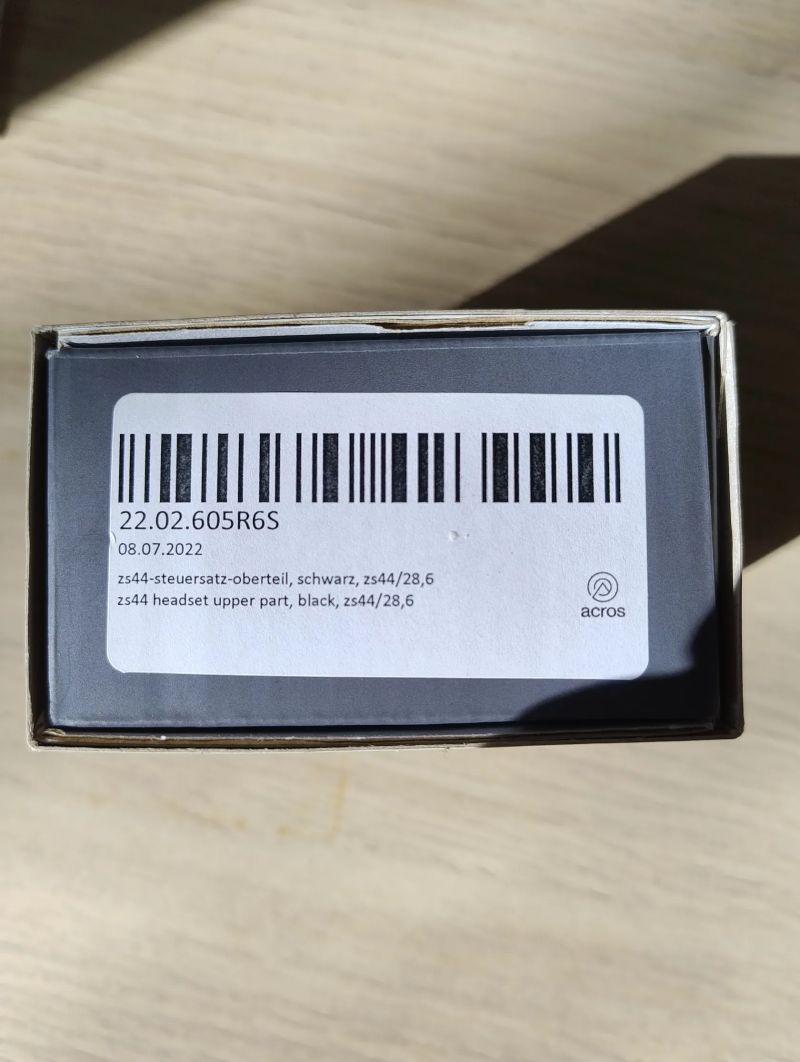 22.02.605R6S
08.07.2022
zs44-steuersatz-oberteil, schwarz, zs44/28,6
zs44 headset upper part, black, zs44/28,6
acros